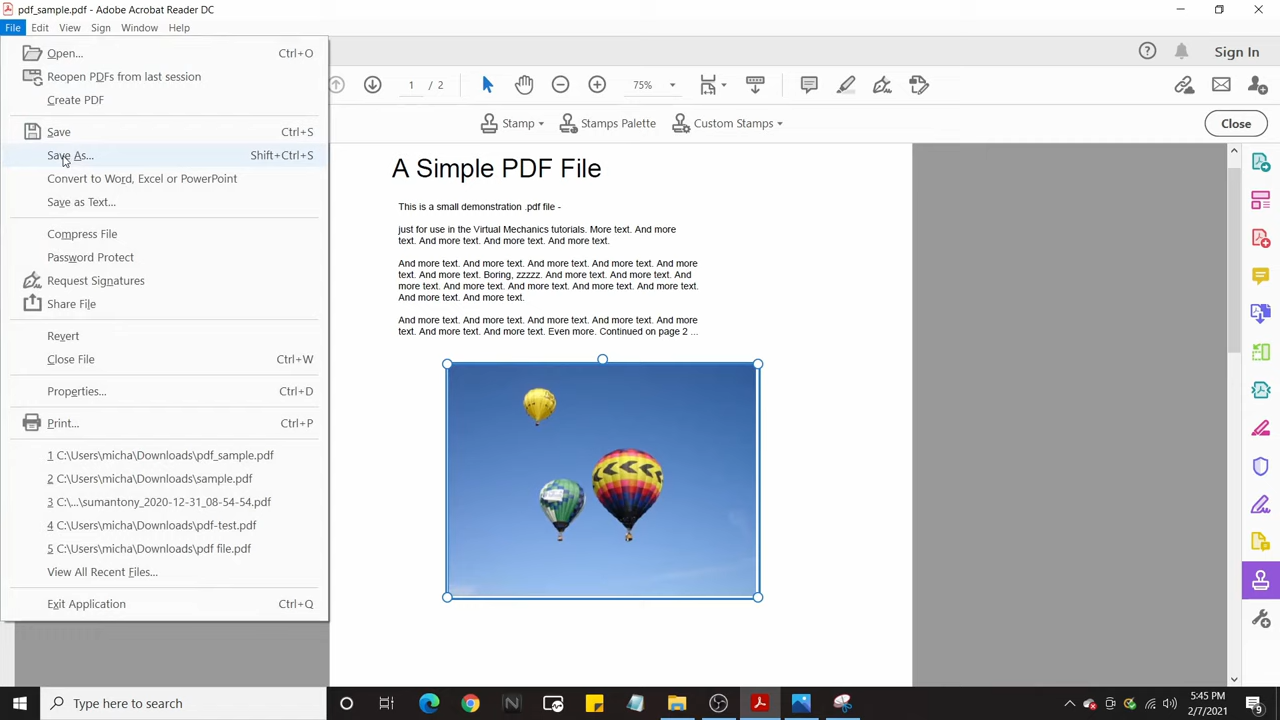 pdf_sample.pdf - Adobe Acrobat Reader DC
File Edit View Sign Window Help
Open... Ctrl+O
Reopen PDFs from last session
Create PDF
Save Ctrl+S
Save As... Shift+Ctrl+S
Convert to Word, Excel or PowerPoint
Save as Text...
Compress File
Password Protect
Request Signatures
Share File
Revert
Close File Ctrl+W
Properties... Ctrl+D
Print... Ctrl+P
1 C:\Users\micha\Downloads\pdf_sample.pdf
2 C:\Users\micha\Downloads\sample.pdf
3 C:\...\sumantony_2020-12-31_08-54-54.pdf
4 C:\Users\micha\Downloads\pdf-test.pdf
5 C:\Users\micha\Downloads\pdf file.pdf
View All Recent Files...
Exit Application Ctrl+Q
Sign In
1 / 2 75%
Stamp Stamps Palette Custom Stamps Close
A Simple PDF File
This is a small demonstration .pdf file -
just for use in the Virtual Mechanics tutorials. More text. And more
text. And more text. And more text. And more text.
And more text. And more text. And more text. And more text. And more
text. And more text. Boring, zzzzz. And more text. And more text. And
more text. And more text. And more text. And more text. And more text.
And more text. And more text.
And more text. And more text. And more text. And more text. And more
text. And more text. And more text. Even more. Continued on page 2 ...
Type here to search
5:45 PM
2/7/2021
9